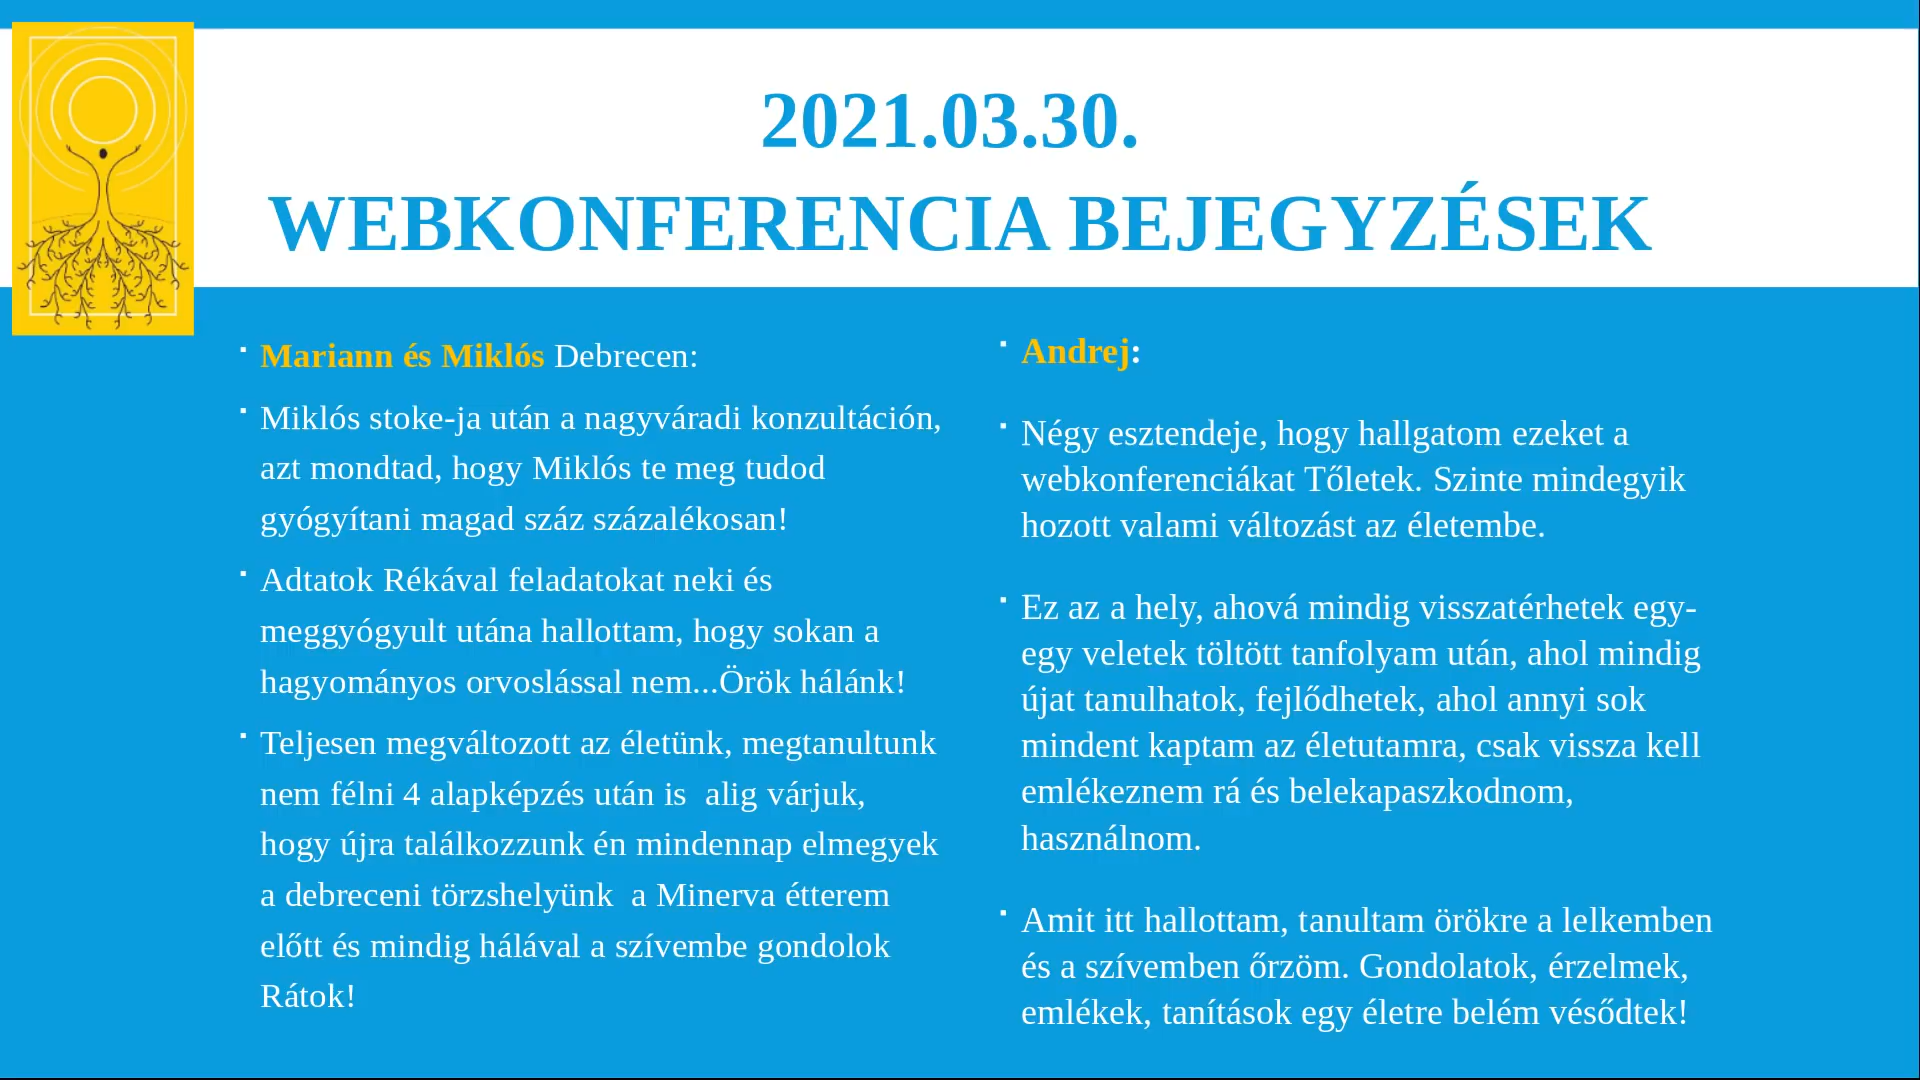 2021.03.30.
WEBKONFERENCIA BEJEGYZÉSEK
Mariann és Miklós Debrecen:
Miklós stoke-ja után a nagyváradi konzultáción,
azt mondtad, hogy Miklós te meg tudod
gyógyítani magad száz százalékosan!
Adtatok Rékával feladatokat neki és
meggyógyult utána hallottam, hogy sokan a
hagyományos orvoslással nem...Örök hálánk!
Teljesen megváltozott az életünk, megtanultunk
nem félni 4 alapképzés után is  alig várjuk,
hogy újra találkozzunk én mindennap elmegyek
a debreceni törzshelyünk  a Minerva étterem
előtt és mindig hálával a szívembe gondolok
Rátok!
Andrej:
Négy esztendeje, hogy hallgatom ezeket a
webkonferenciákat Tőletek. Szinte mindegyik
hozott valami változást az életembe.
Ez az a hely, ahová mindig visszatérhetek egy-
egy veletek töltött tanfolyam után, ahol mindig
újat tanulhatok, fejlődhetek, ahol annyi sok
mindent kaptam az életutamra, csak vissza kell
emlékeznem rá és belekapaszkodnom,
használnom.
Amit itt hallottam, tanultam örökre a lelkemben
és a szívemben őrzöm. Gondolatok, érzelmek,
emlékek, tanítások egy életre belém vésődtek!